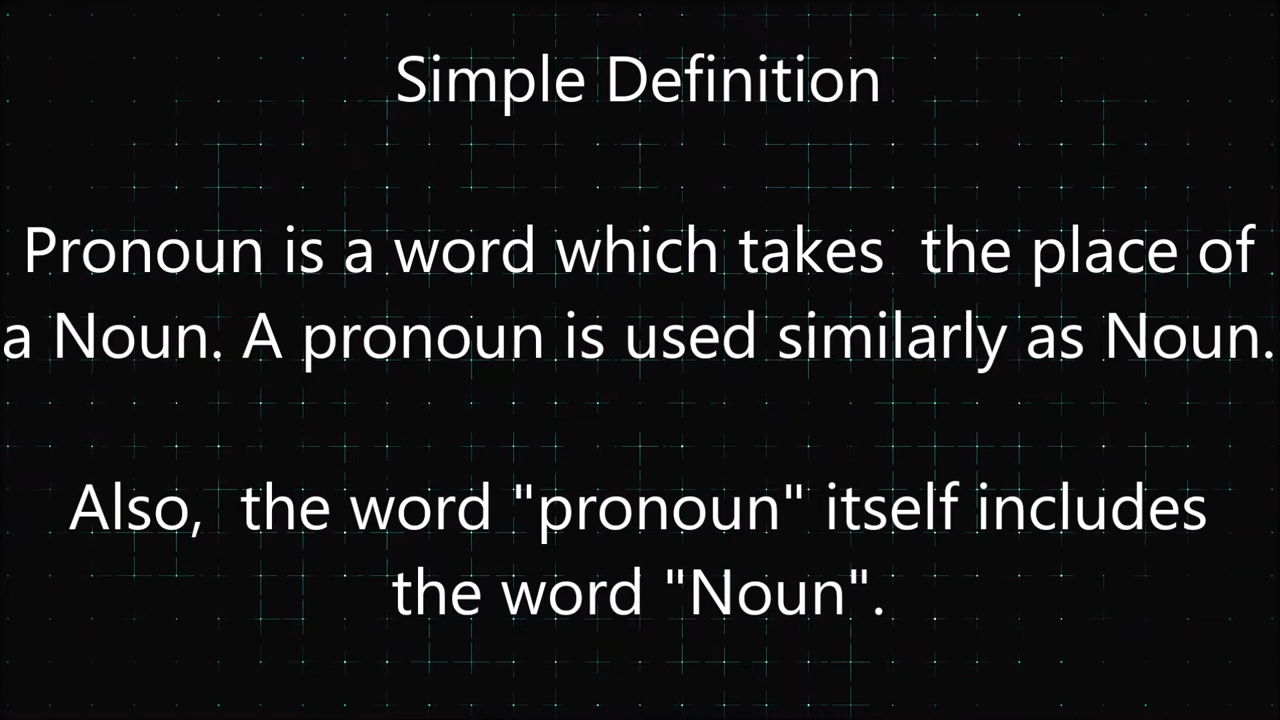 Simple Definition
Pronoun is a word which takes  the place of
a Noun. A pronoun is used similarly as Noun.
Also,  the word "pronoun" itself includes
the word "Noun".